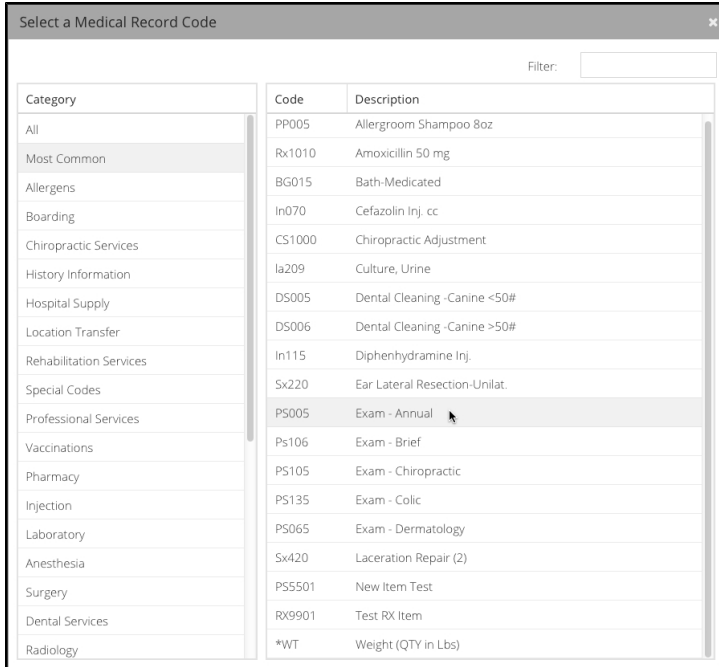 Select a Medical Record Code ×
Filter:
Category
All
Most Common
Allergens
Boarding
Chiropractic Services
History Information
Hospital Supply
Location Transfer
Rehabilitation Services
Special Codes
Professional Services
Vaccinations
Pharmacy
Injection
Laboratory
Anesthesia
Surgery
Dental Services
Radiology
Code Description
PP005 Allergroom Shampoo 8oz
Rx1010 Amoxicillin 50 mg
BG015 Bath-Medicated
In070 Cefazolin Inj. cc
CS1000 Chiropractic Adjustment
la209 Culture, Urine
DS005 Dental Cleaning -Canine <50#
DS006 Dental Cleaning -Canine >50#
In115 Diphenhydramine Inj.
Sx220 Ear Lateral Resection-Unilat.
PS005 Exam - Annual
Ps106 Exam - Brief
PS105 Exam - Chiropractic
PS135 Exam - Colic
PS065 Exam - Dermatology
Sx420 Laceration Repair (2)
PS5501 New Item Test
RX9901 Test RX Item
*WT Weight (QTY in Lbs)